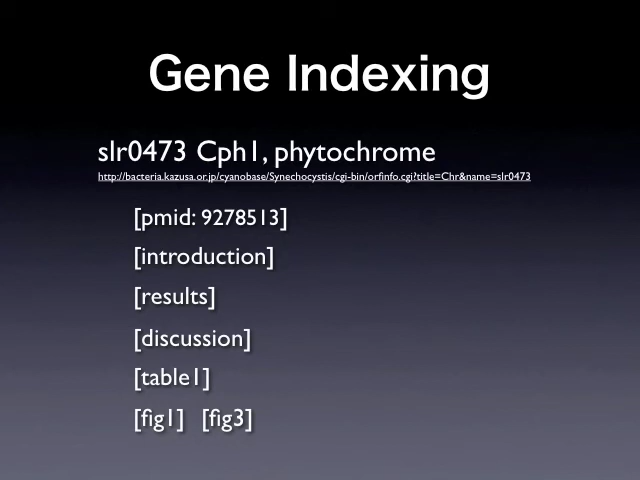 Gene Indexing
slr0473 Cph1, phytochrome
http://bacteria.kazusa.or.jp/cyanobase/Synechocystis/cgi-bin/orfinfo.cgi?title=Chr&name=slr0473
[pmid: 9278513]
[introduction]
[results]
[discussion]
[table1]
[fig1] [fig3]